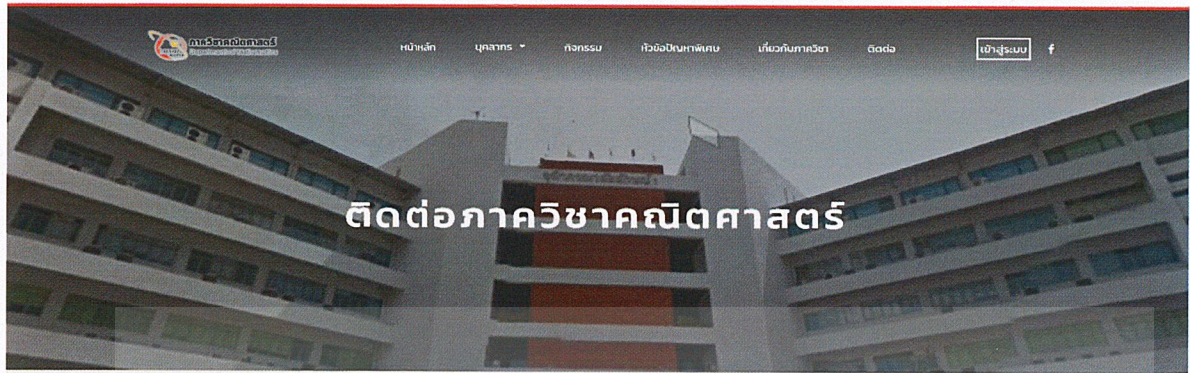 ภาควิชาคณิตศาสตร์
Department of Mathematics
หน้าหลัก บุคลากร กิจกรรม หัวข้อปัญหาพิเศษ เกี่ยวกับภาควิชา ติดต่อ เข้าสู่ระบบ f
ติดต่อภาควิชาคณิตศาสตร์